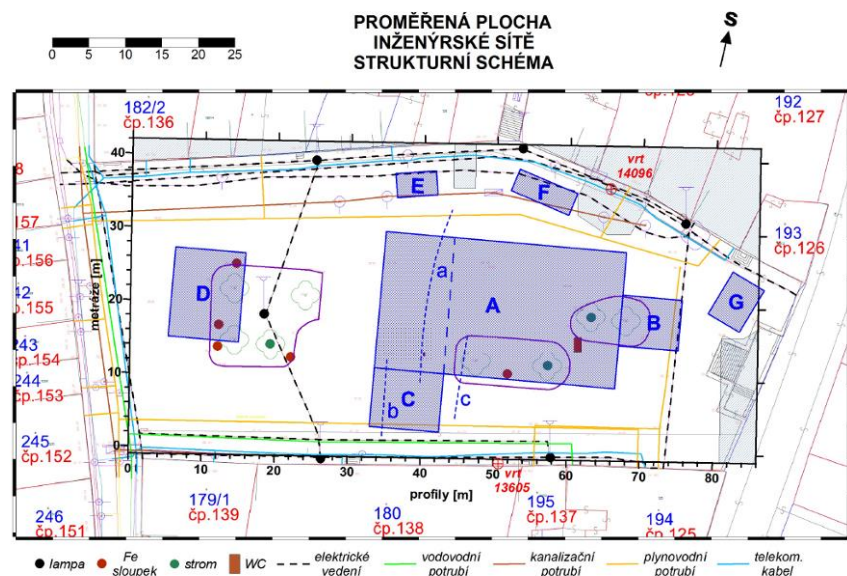 PROMĚŘENÁ PLOCHA
INŽENÝRSKÉ SÍTĚ
STRUKTURNÍ SCHÉMA
S
0 5 10 15 20 25
182/2
čp.136
192
čp.127
vrt
14096
193
čp.126
157
čp.156
42
čp.155
243
čp.154
244
čp.153
245
čp.152
246
čp.151
40
30
20
10
0
metráže [m]
E
F
D
a
A
B
G
C
b
c
0 10 20 30 40 50 60 70 80
profily [m]
vrt
13605
179/1
čp.139
180
čp.138
195
čp.137
194
čp.125
lampa
Fe sloupek
strom
WC
elektrické vedení
vodovodní potrubí
kanalizační potrubí
plynovodní potrubí
telekom. kabel